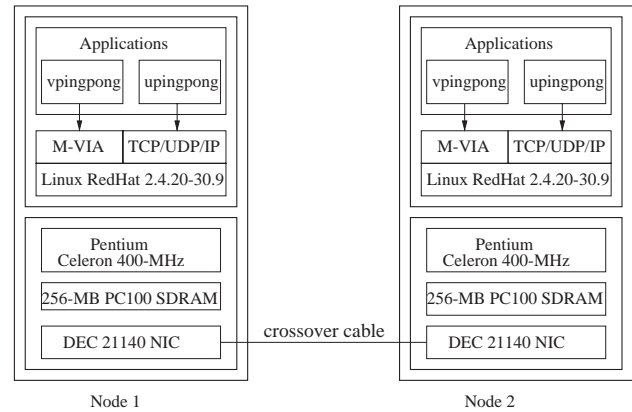 Applications
vpingpong
upingpong
M-VIA
TCP/UDP/IP
Linux RedHat 2.4.20-30.9
Pentium
Celeron 400-MHz
256-MB PC100 SDRAM
DEC 21140 NIC
Node 1
crossover cable
Applications
vpingpong
upingpong
M-VIA
TCP/UDP/IP
Linux RedHat 2.4.20-30.9
Pentium
Celeron 400-MHz
256-MB PC100 SDRAM
DEC 21140 NIC
Node 2